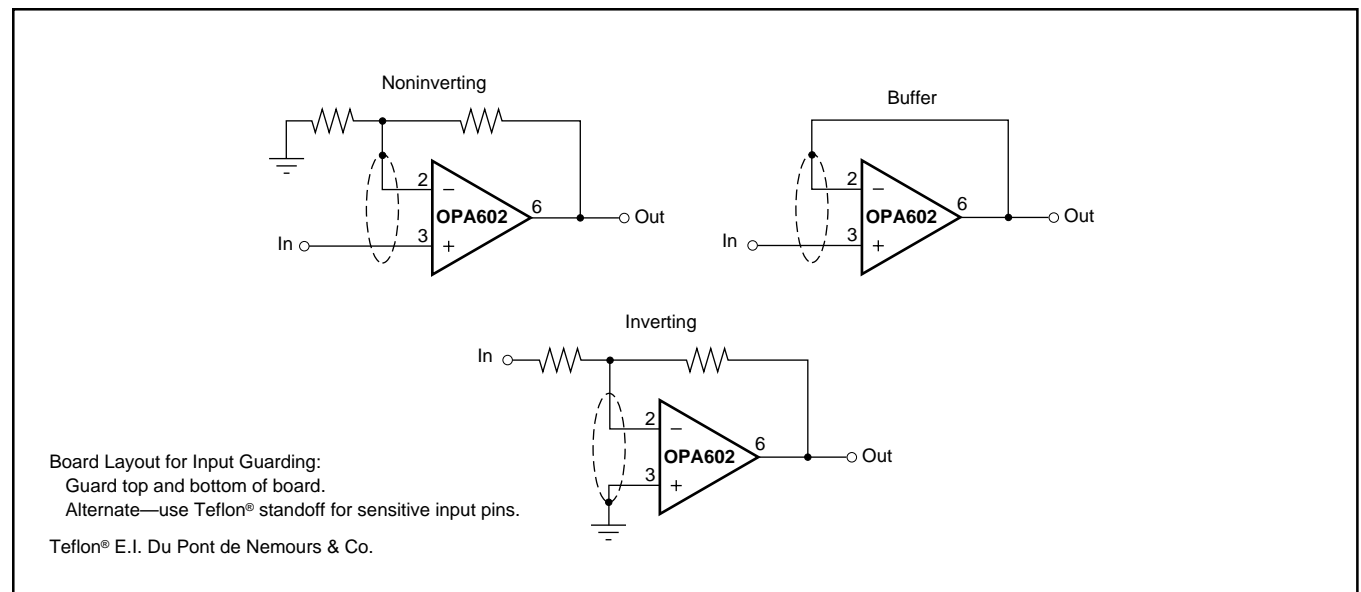 Noninverting
2
−
OPA602
6
Out
3
+
In
Buffer
2
−
OPA602
6
Out
3
+
In
Inverting
In
2
−
OPA602
6
Out
3
+
Board Layout for Input Guarding:
Guard top and bottom of board.
Alternate—use Teflon® standoff for sensitive input pins.
Teflon® E.I. Du Pont de Nemours & Co.